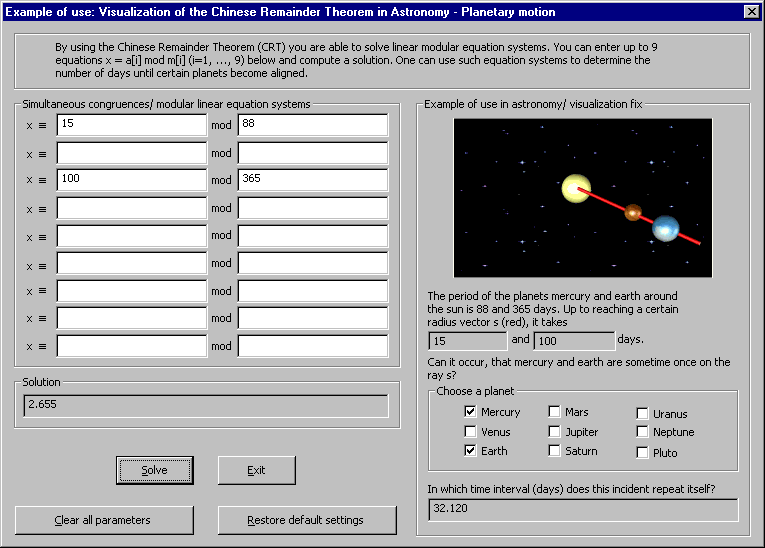 Example of use: Visualization of the Chinese Remainder Theorem in Astronomy - Planetary motion
By using the Chinese Remainder Theorem (CRT) you are able to solve linear modular equation systems. You can enter up to 9
equations x = a[i] mod m[i] (i=1, ..., 9) below and compute a solution. One can use such equation systems to determine the
number of days until certain planets become aligned.
Simultaneous congruences/ modular linear equation systems
x ≡ 15 mod 88
x ≡ mod
x ≡ 100 mod 365
x ≡ mod
x ≡ mod
x ≡ mod
x ≡ mod
x ≡ mod
x ≡ mod
Solution
2.655
Solve
Exit
Clear all parameters
Restore default settings
Example of use in astronomy/ visualization fix
The period of the planets mercury and earth around
the sun is 88 and 365 days. Up to reaching a certain
radius vector s (red), it takes
15 and 100 days.
Can it occur, that mercury and earth are sometime once on the
ray s?
Choose a planet
Mercury Mars Uranus
Venus Jupiter Neptune
Earth Saturn Pluto
In which time interval (days) does this incident repeat itself?
32.120